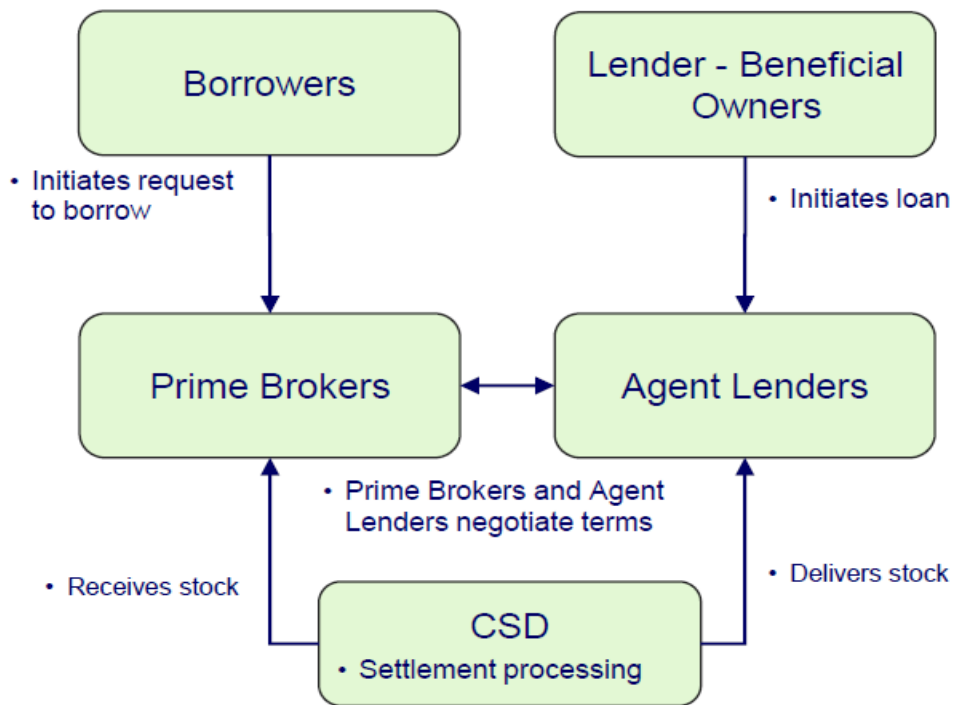 Borrowers
Lender - Beneficial
Owners
• Initiates request
to borrow
• Initiates loan
Prime Brokers
Agent Lenders
• Prime Brokers and Agent
Lenders negotiate terms
• Receives stock
• Delivers stock
CSD
• Settlement processing